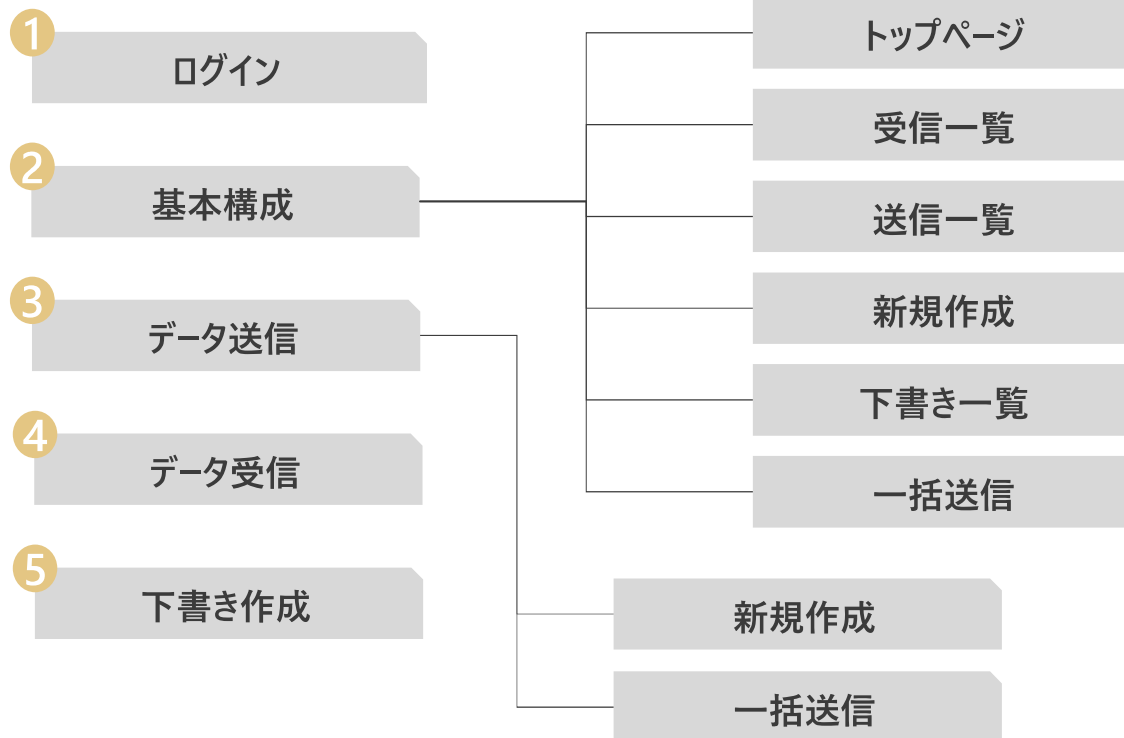 1
ログイン
2
基本構成
3
データ送信
4
データ受信
5
下書き作成
トップページ
受信一覧
送信一覧
新規作成
下書き一覧
一括送信
新規作成
一括送信